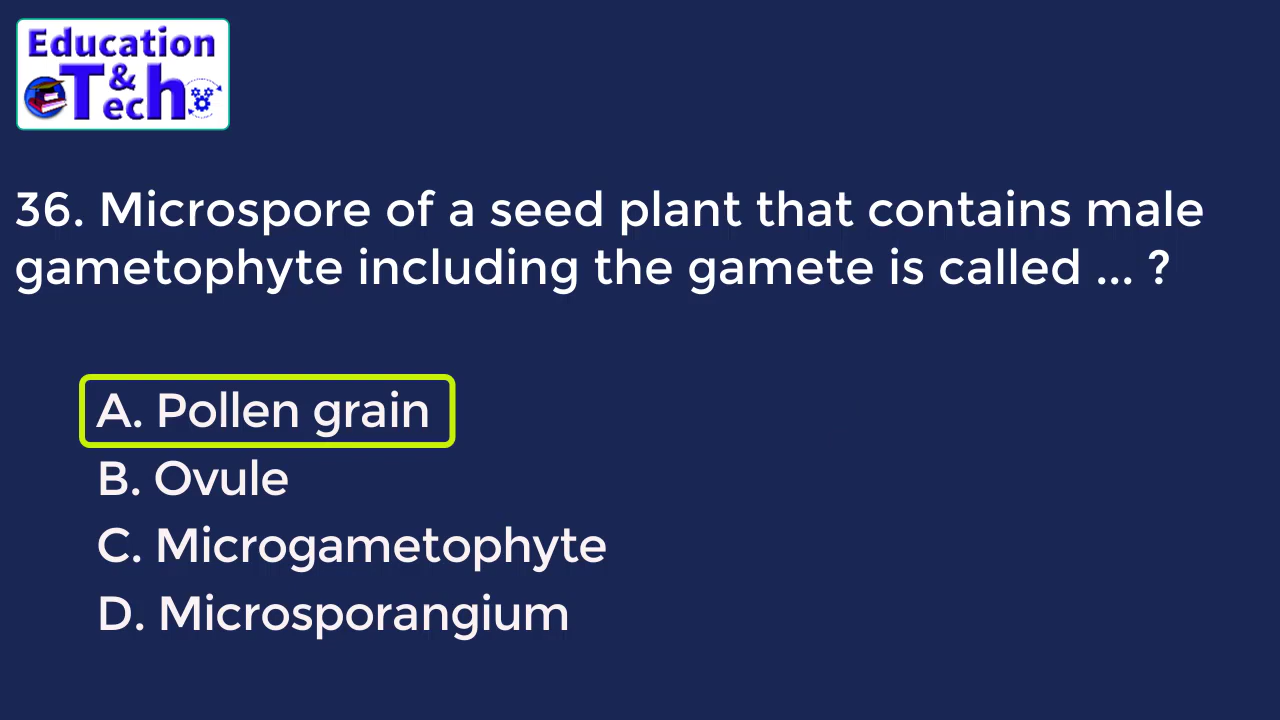 Education
&
Tech
36. Microspore of a seed plant that contains male
gametophyte including the gamete is called ... ?
A. Pollen grain
B. Ovule
C. Microgametophyte
D. Microsporangium